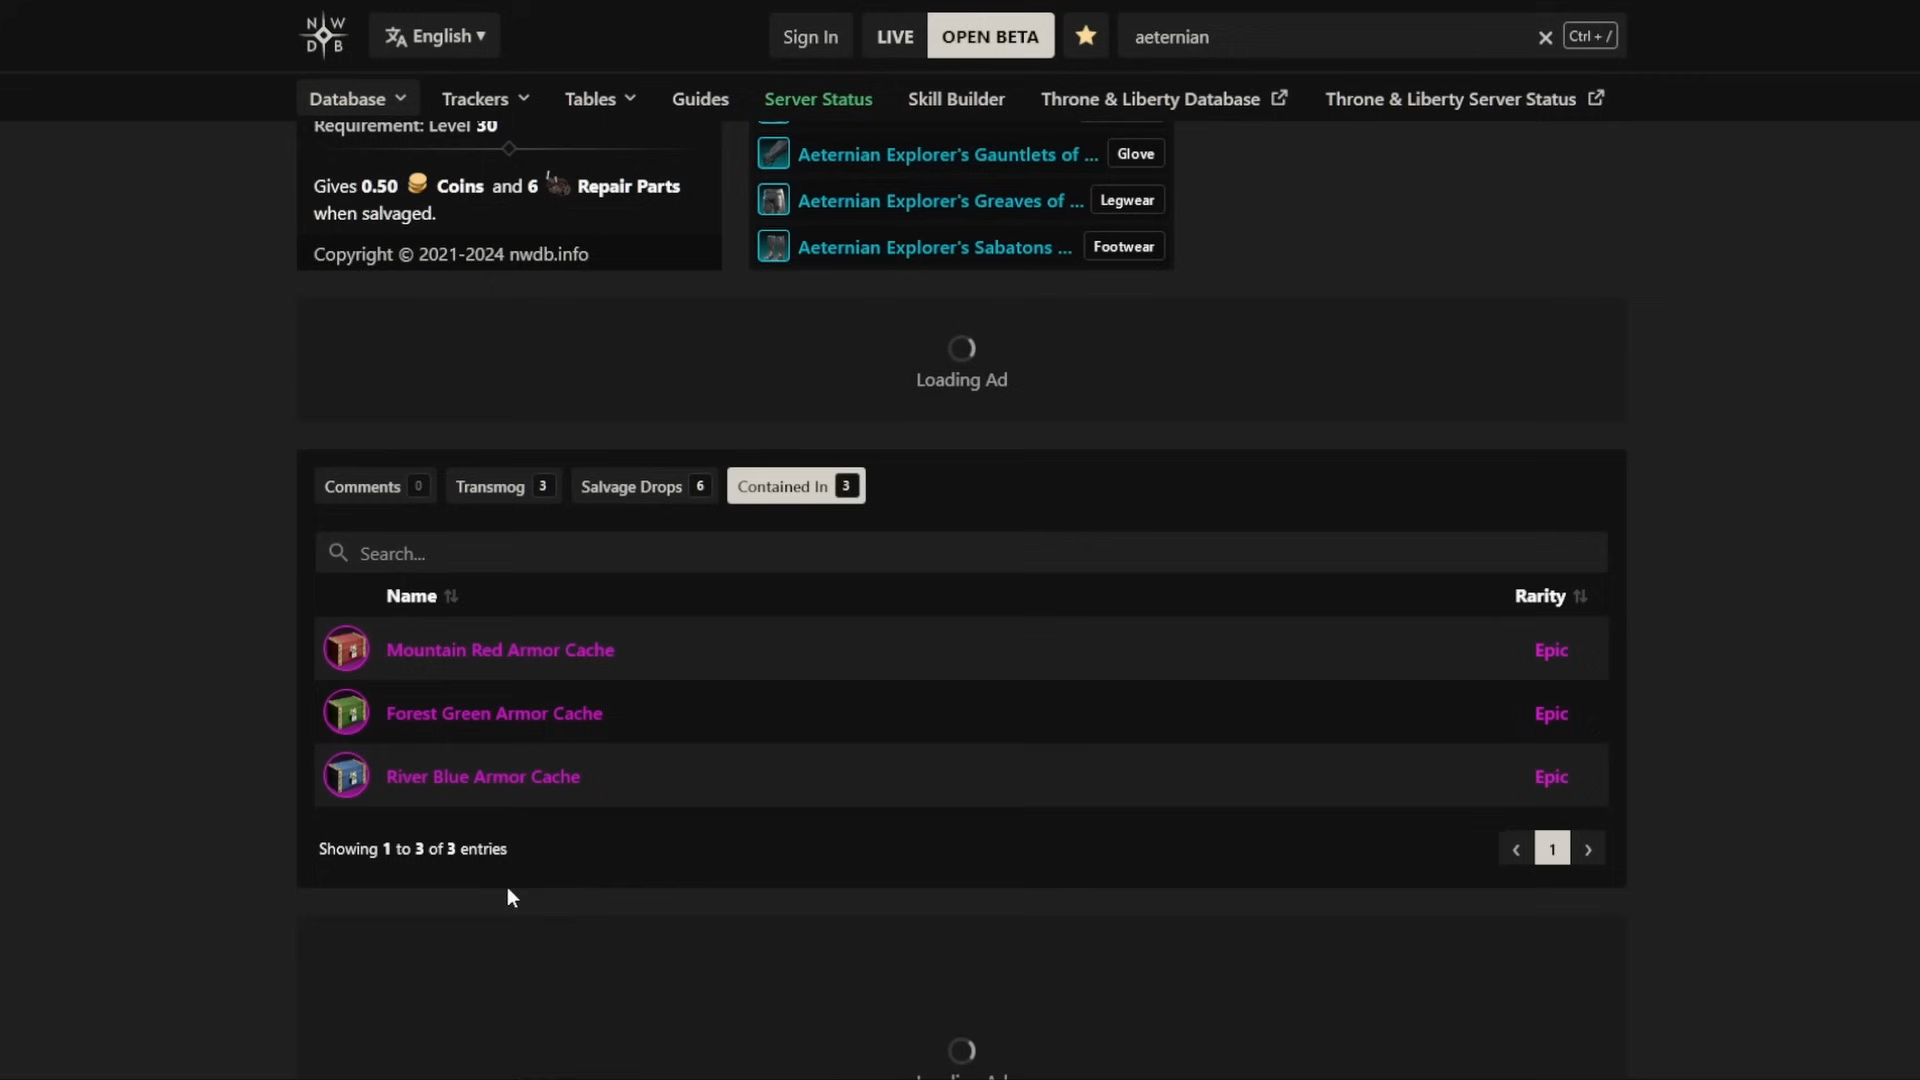 NW
DB
English ▾
Sign In
LIVE
OPEN BETA
aeternian
Ctrl + /
Database
Trackers
Tables
Guides
Server Status
Skill Builder
Throne & Liberty Database
Throne & Liberty Server Status
Requirement: Level 30
Gives 0.50 Coins and 6 Repair Parts
when salvaged.
Copyright © 2021-2024 nwdb.info
Aeternian Explorer's Gauntlets of ... Glove
Aeternian Explorer's Greaves of ... Legwear
Aeternian Explorer's Sabatons ... Footwear
Loading Ad
Comments 0
Transmog 3
Salvage Drops 6
Contained In 3
Search...
Name
Rarity
Mountain Red Armor Cache Epic
Forest Green Armor Cache Epic
River Blue Armor Cache Epic
Showing 1 to 3 of 3 entries
‹ 1 ›